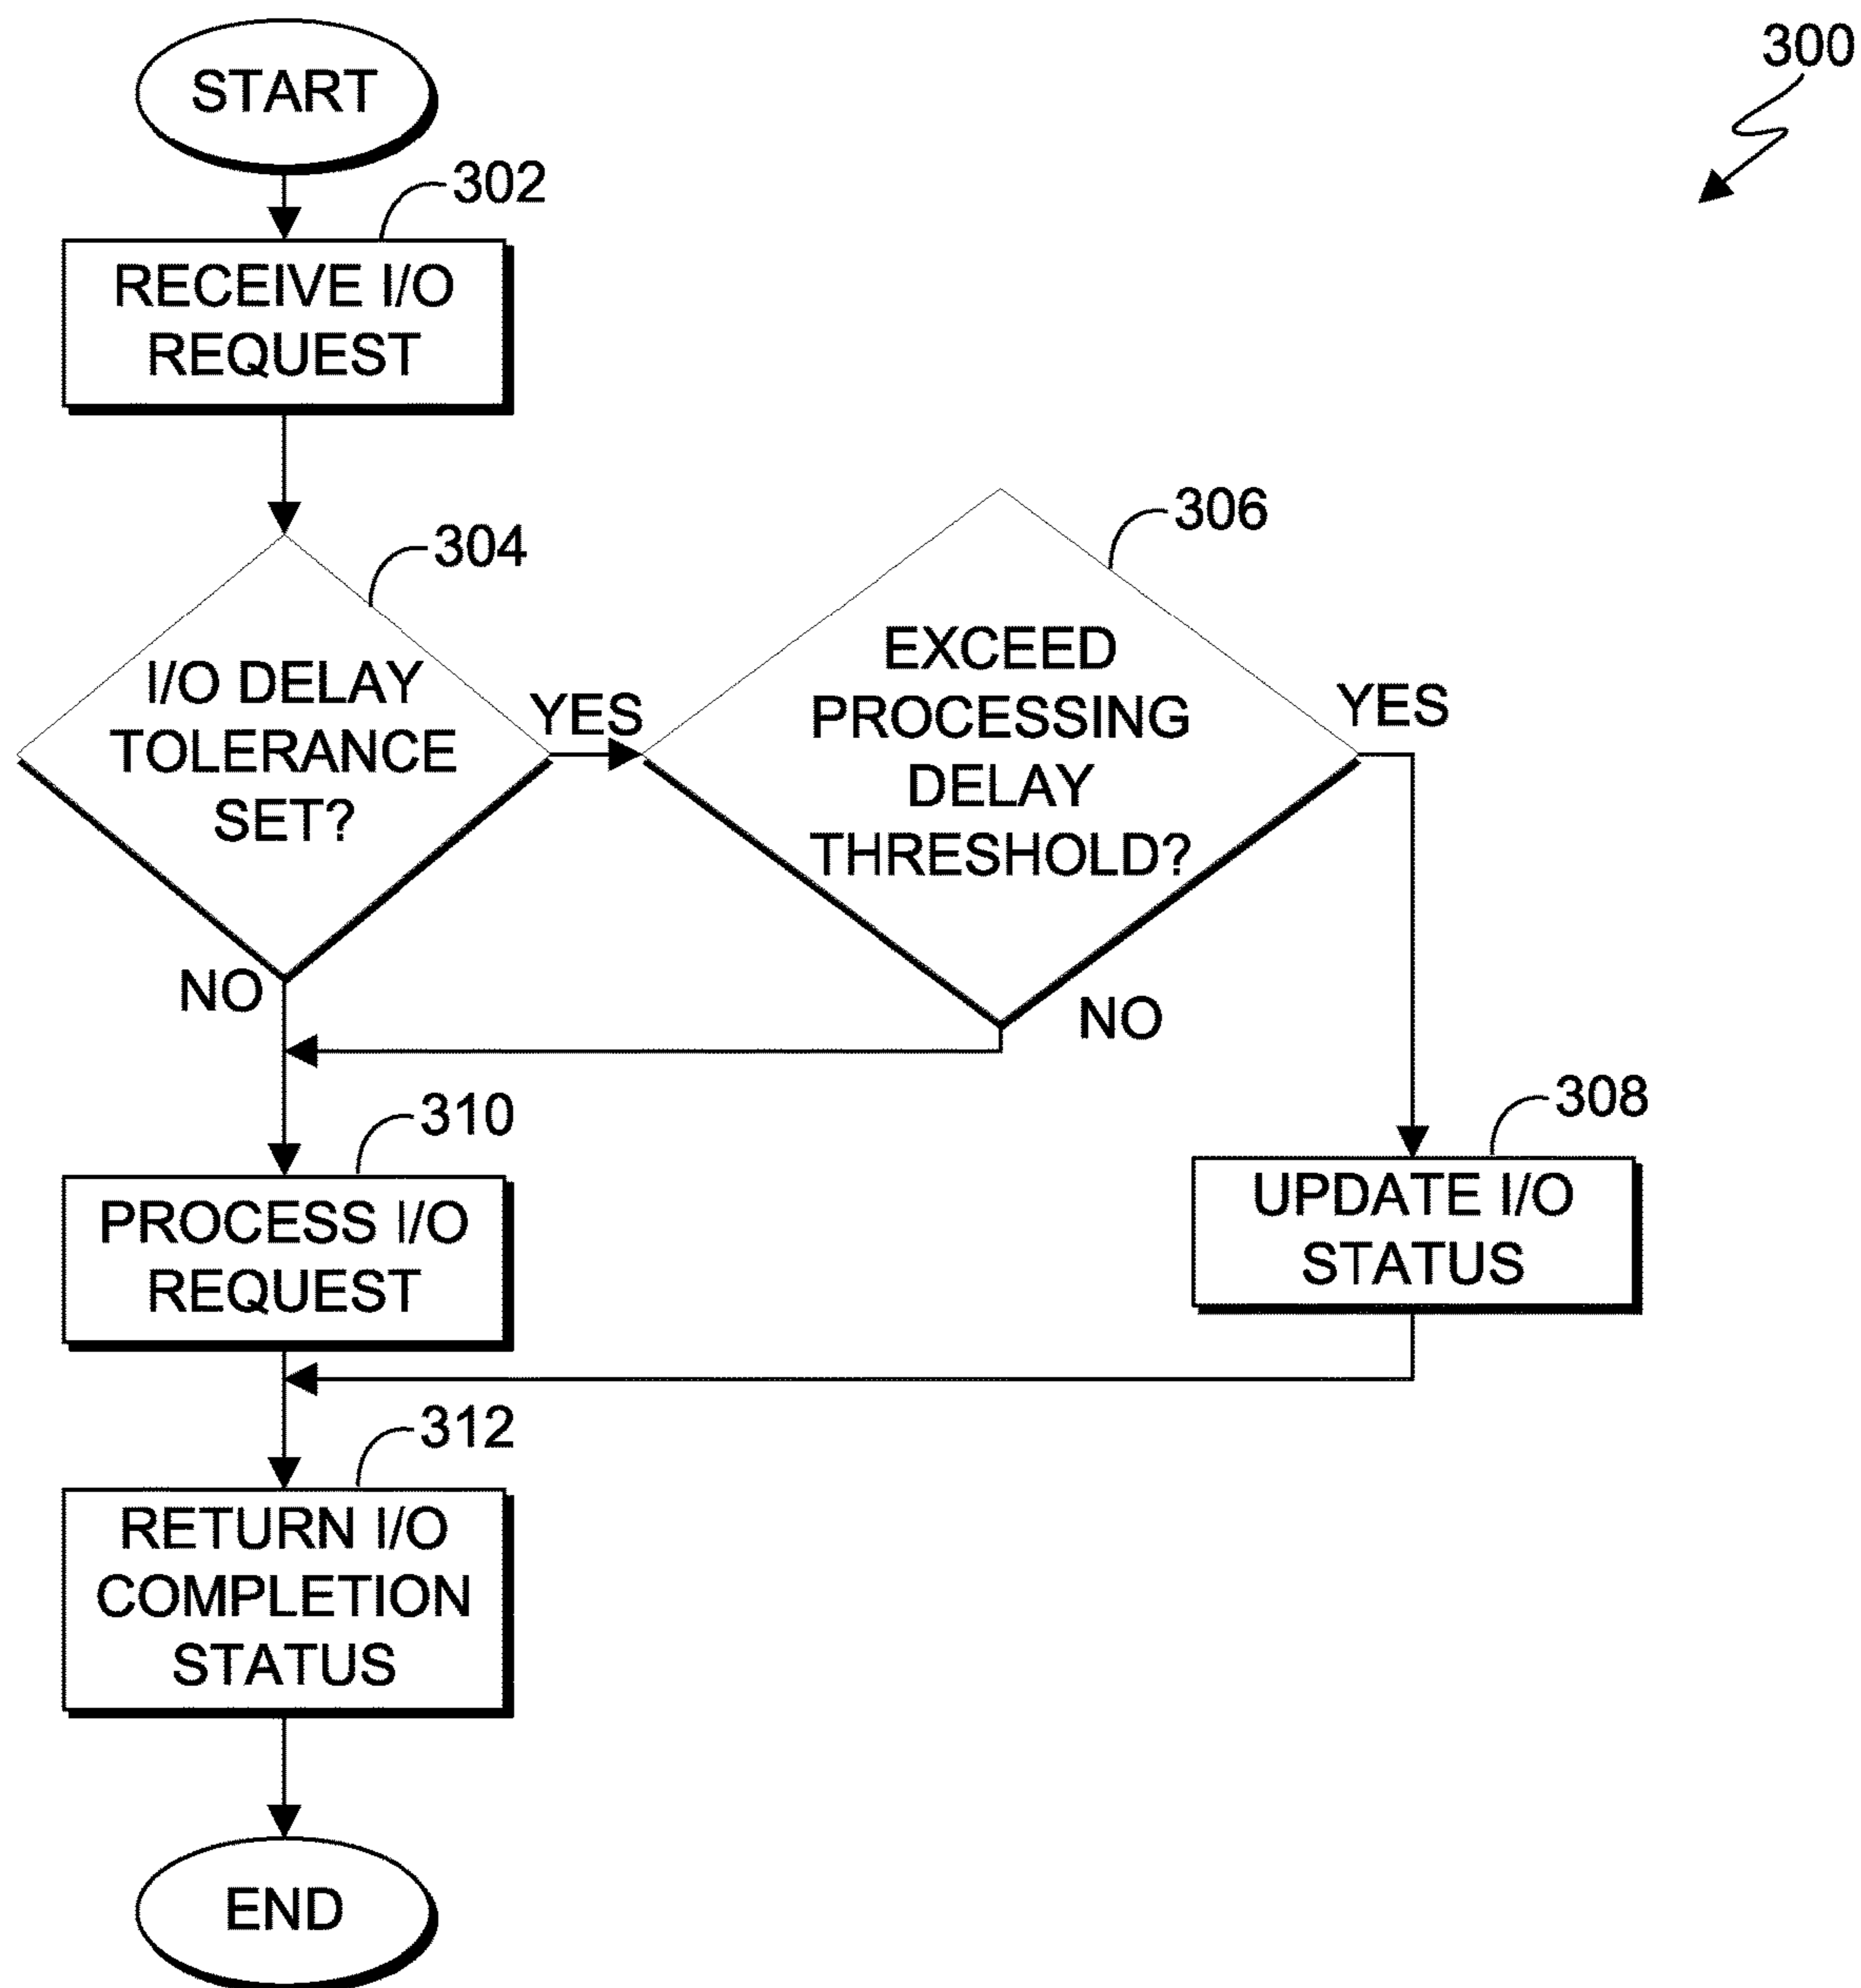 START
300
302
RECEIVE I/O
REQUEST
304
I/O DELAY
TOLERANCE
SET?
YES
NO
306
EXCEED
PROCESSING
DELAY
THRESHOLD?
YES
NO
308
UPDATE I/O
STATUS
310
PROCESS I/O
REQUEST
312
RETURN I/O
COMPLETION
STATUS
END